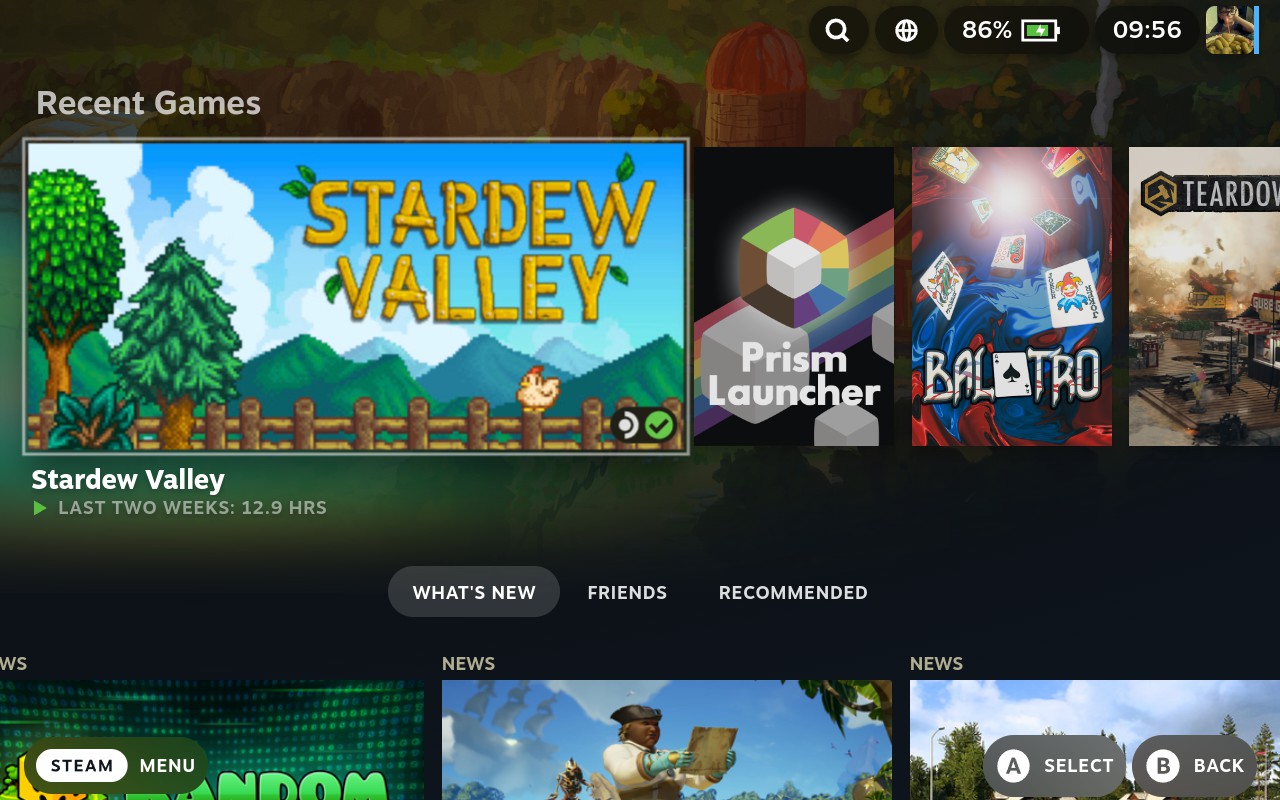 86%
09:56
Recent Games
STARDEW
VALLEY
Prism
Launcher
BALATRO
TEARDOW
Stardew Valley
LAST TWO WEEKS: 12.9 HRS
WHAT'S NEW
FRIENDS
RECOMMENDED
WS
NEWS
NEWS
RANDOM
STEAM MENU
A SELECT
B BACK